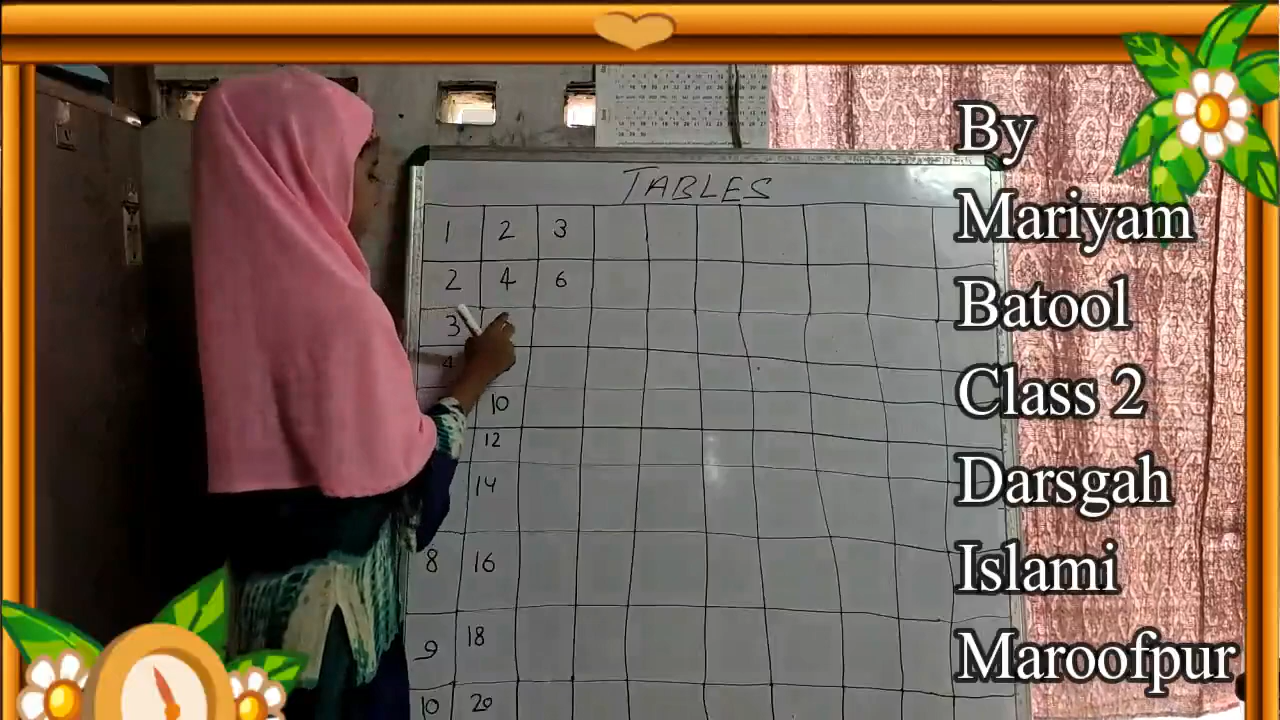 TABLES
1 2 3
2 4 6
3
4
10
12
14
8 16
9 18
10 20
By
Mariyam
Batool
Class 2
Darsgah
Islami
Maroofpur